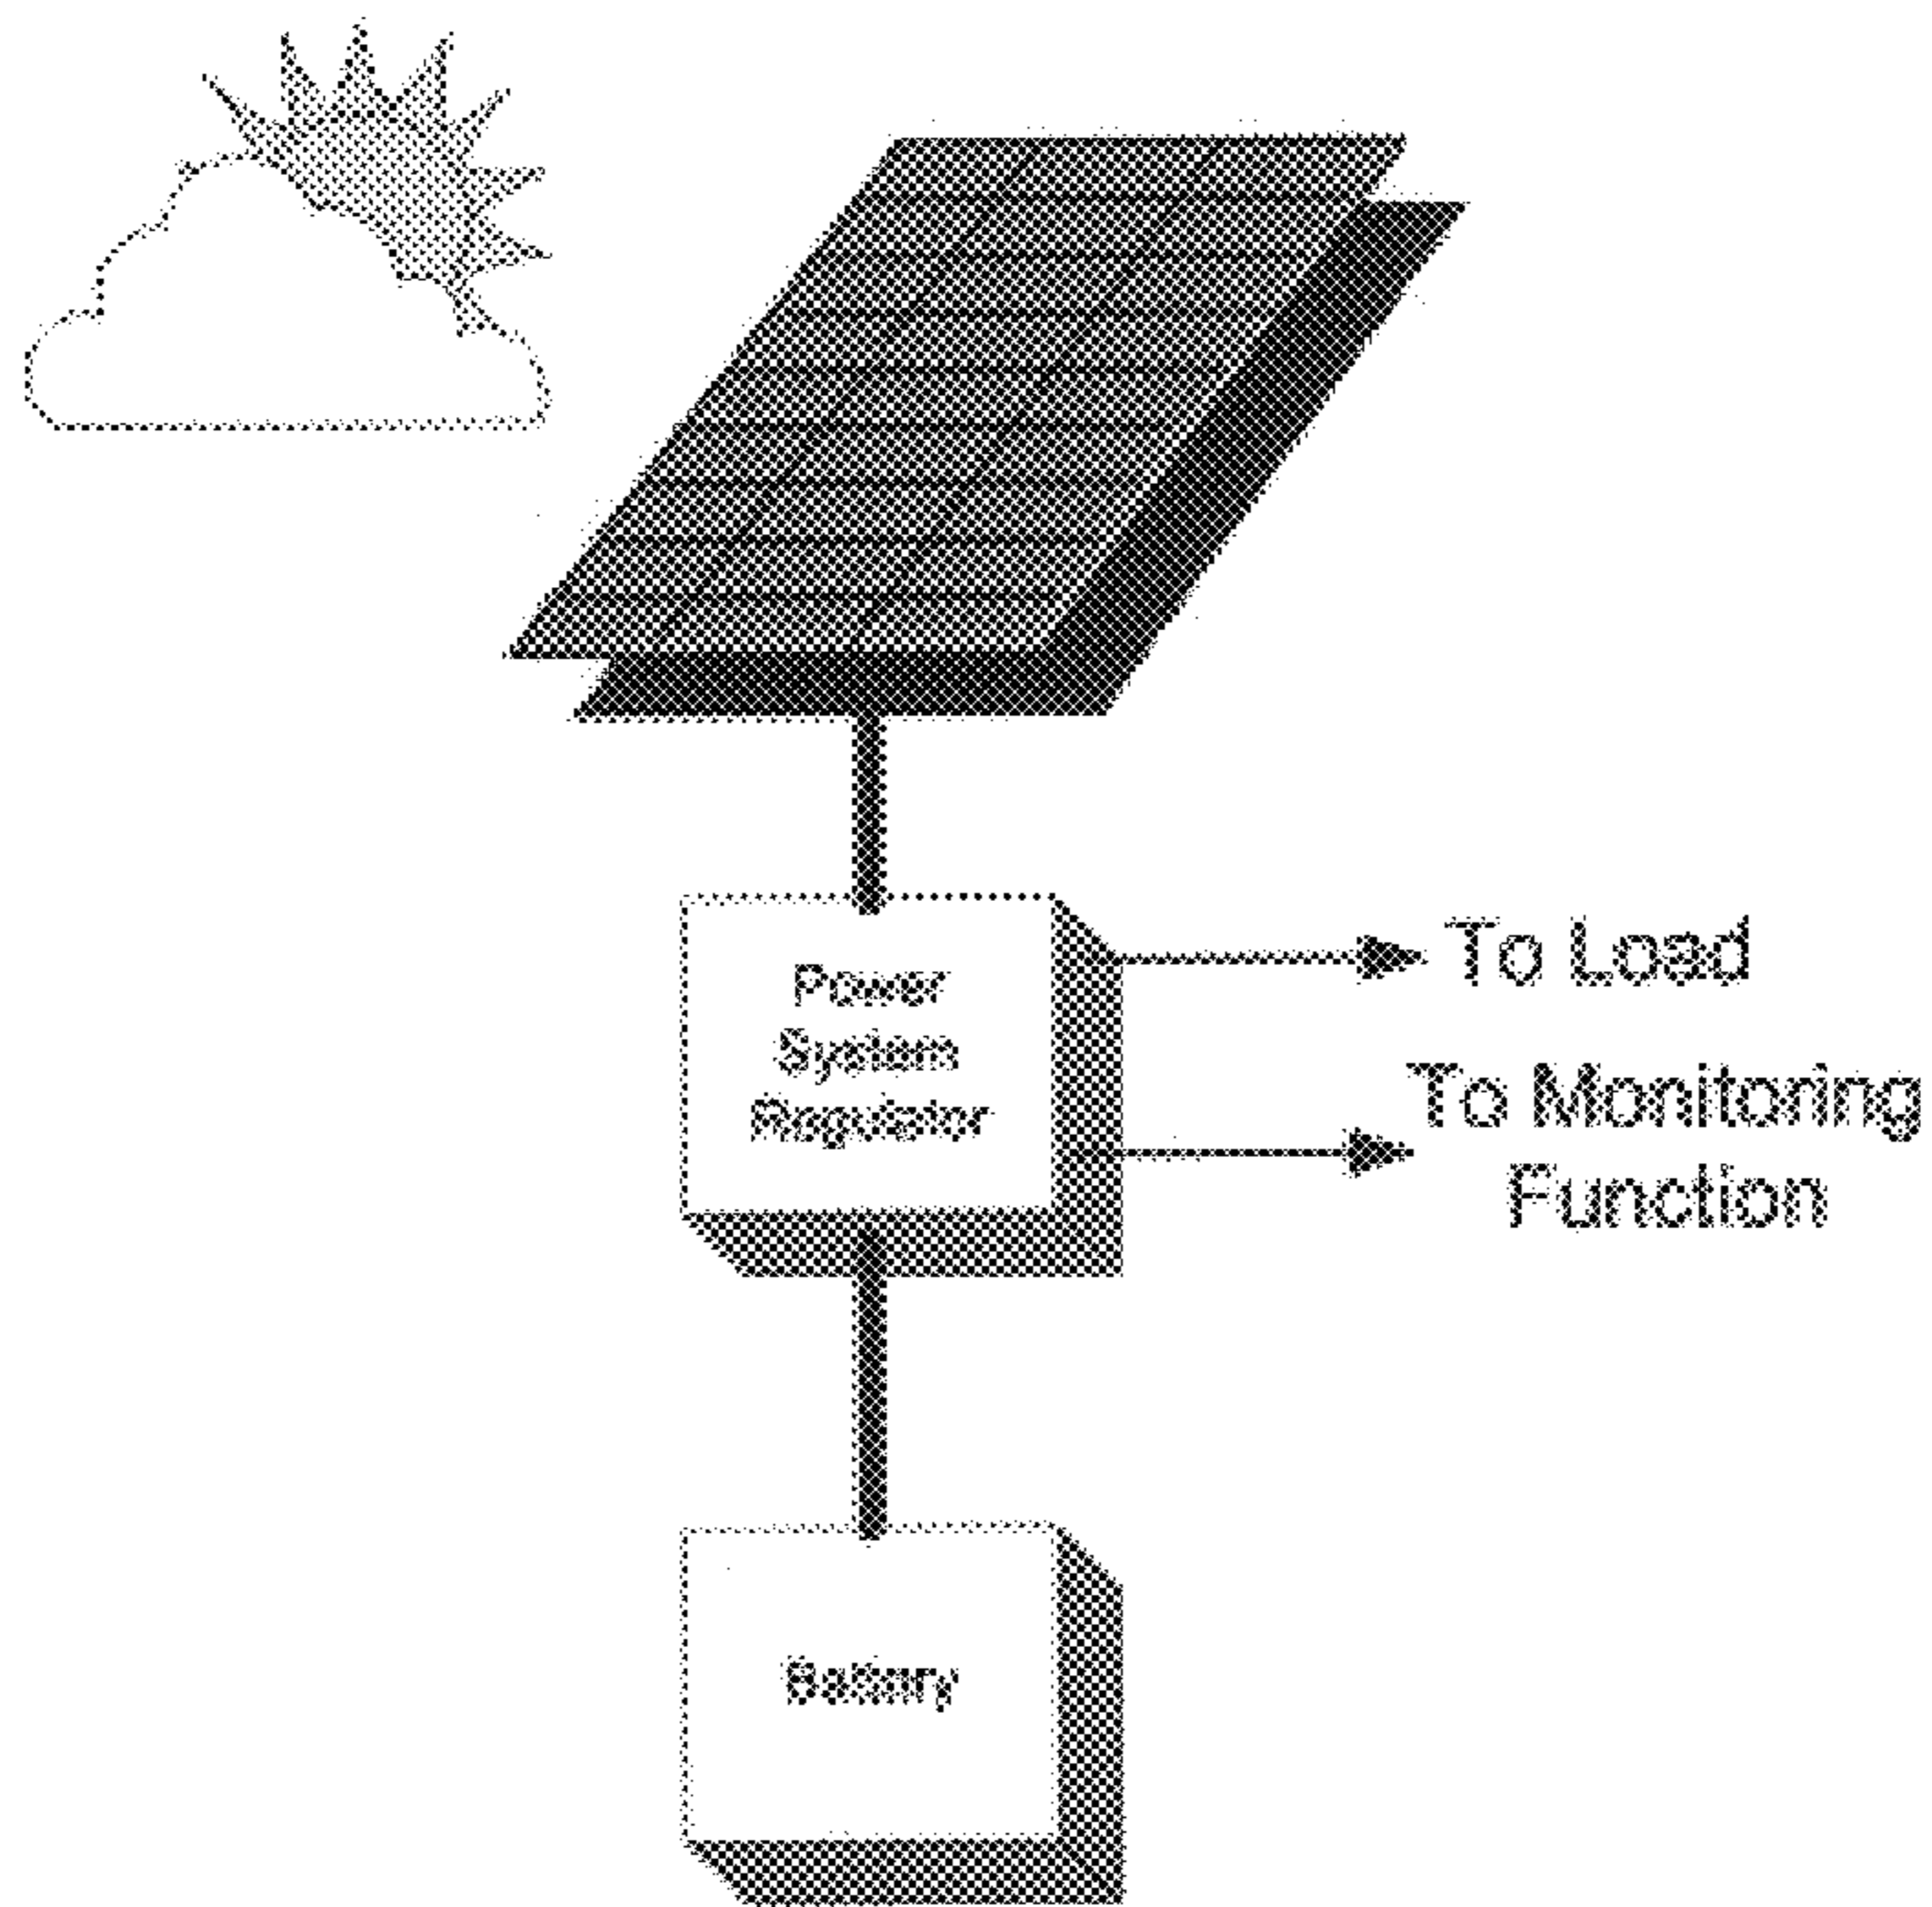 Power
System
Regulator
To Load
To Monitoring
Function
Battery